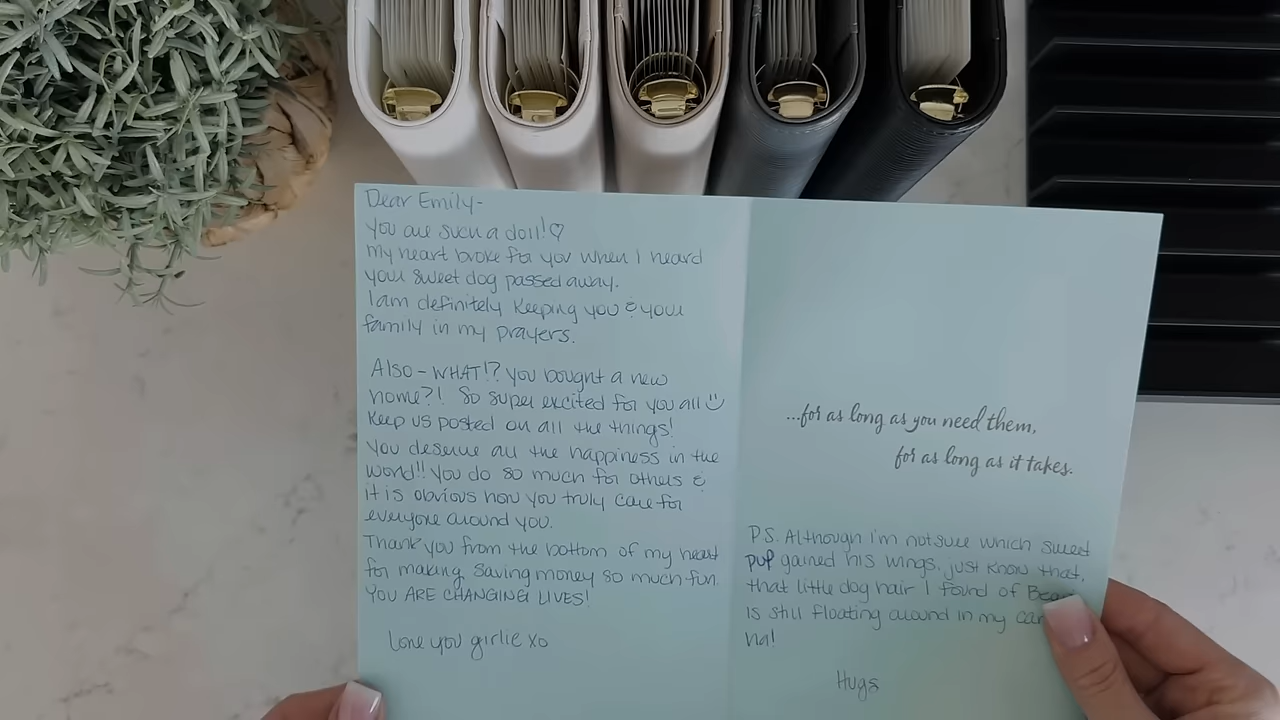 Dear Emily-
You are such a doll!♡
My heart broke for you when I heard
your sweet dog passed away.
I am definitely keeping you & your
family in my prayers.
Also - WHAT!? You bought a new
home?! So super excited for you all
Keep us posted on all the things!
You deserve all the happiness in the
world!! You do so much for others &
it is obvious how you truly care for
everyone around you.
Thank you from the bottom of my heart
for making saving money so much fun.
YOU ARE CHANGING LIVES!
Love you girlie xo
...for as long as you need them,
for as long as it takes.
P.S. Although I'm not sure which sweet
pup gained his wings, just know that,
that little dog hair I found of
is still floating around in my car
ha!
Hugs